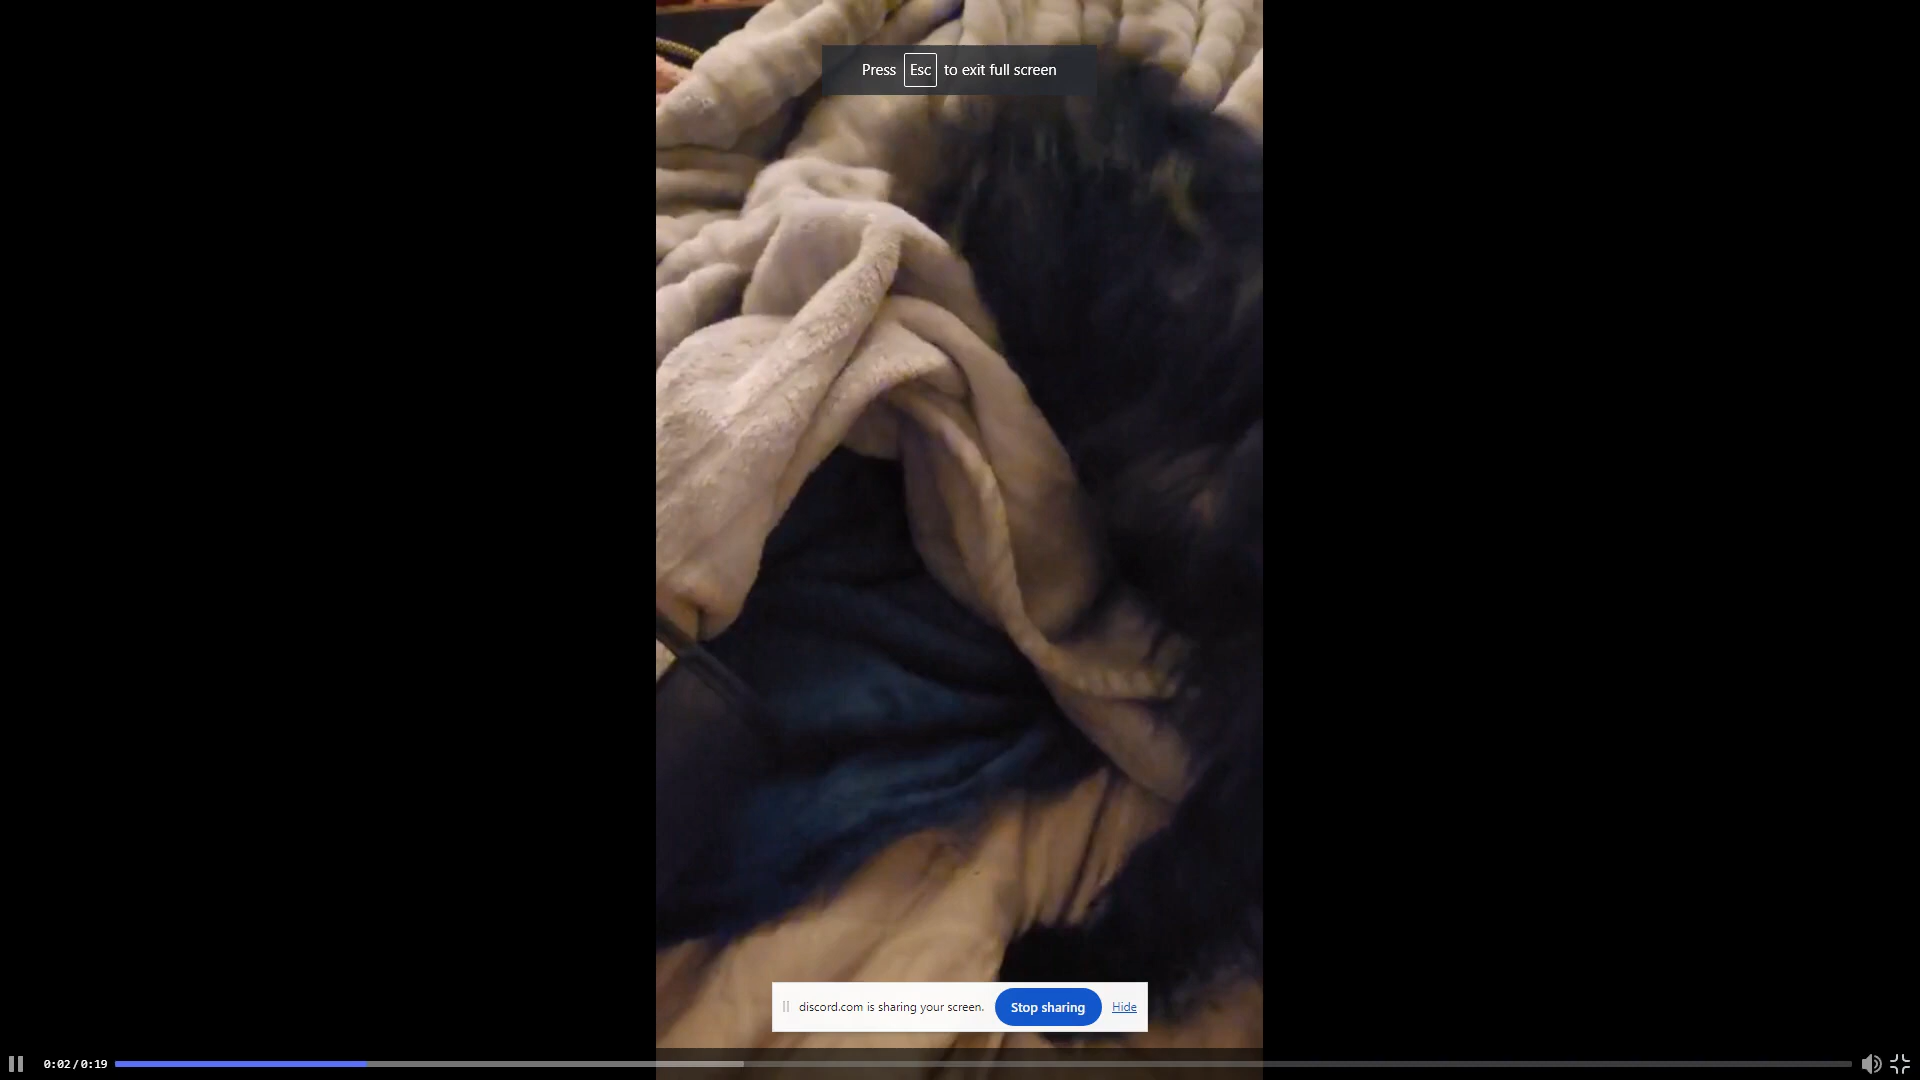 Press Esc to exit full screen
discord.com is sharing your screen. Stop sharing Hide
0:02/0:19